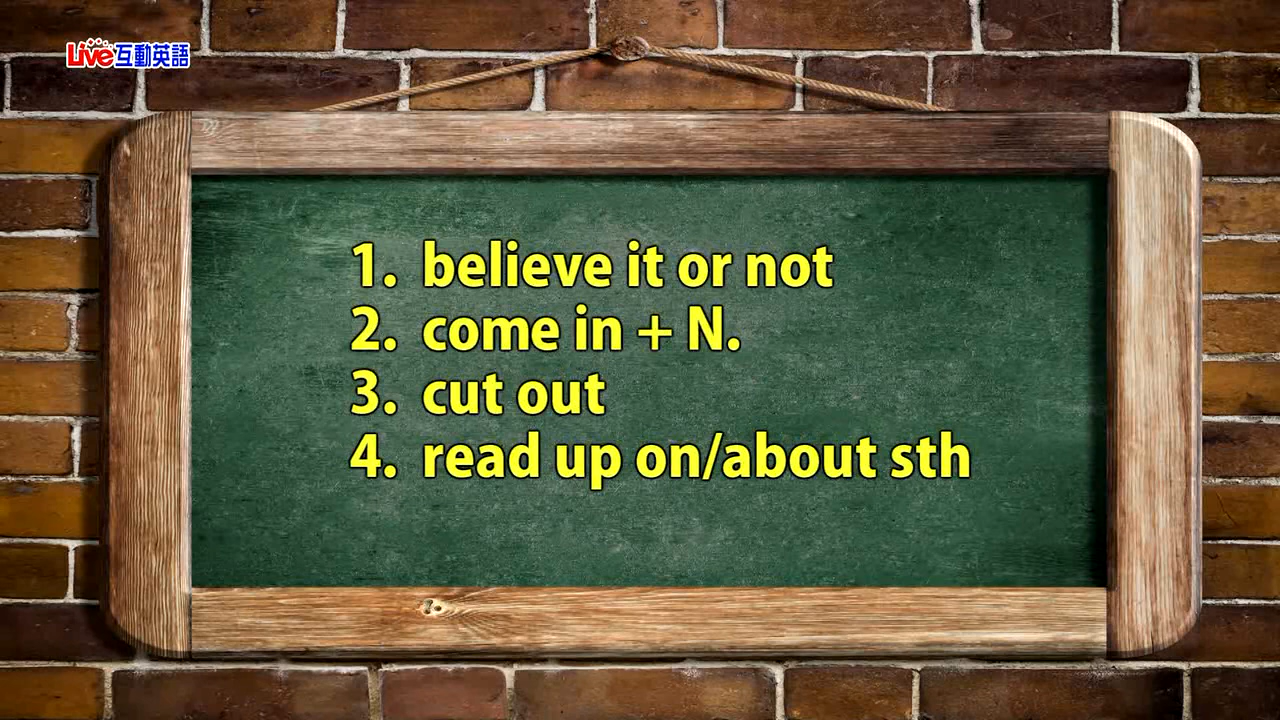 Live互動英語
1. believe it or not
2. come in + N.
3. cut out
4. read up on/about sth